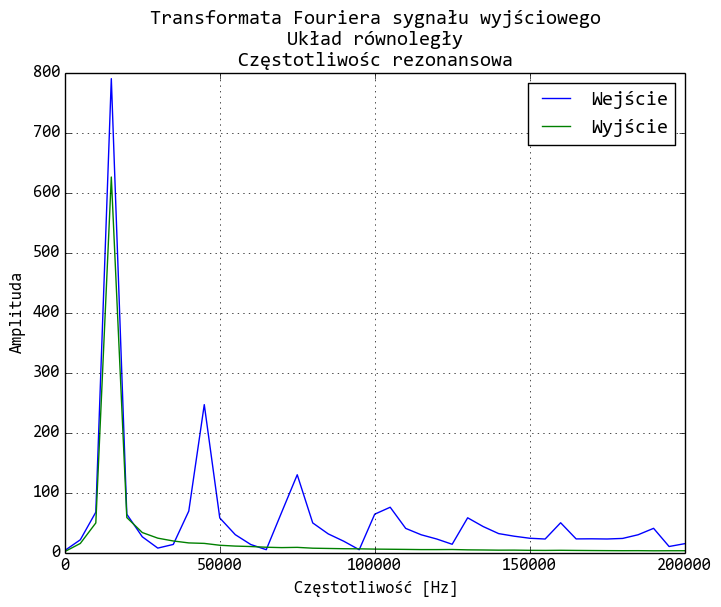 Transformata Fouriera sygnału wyjściowego
Układ równoległy
Częstotliwośc rezonansowa
800
700
600
500
400
300
200
100
0
Amplituda
Wejście
Wyjście
0
50000
100000
150000
200000
Częstotliwość [Hz]